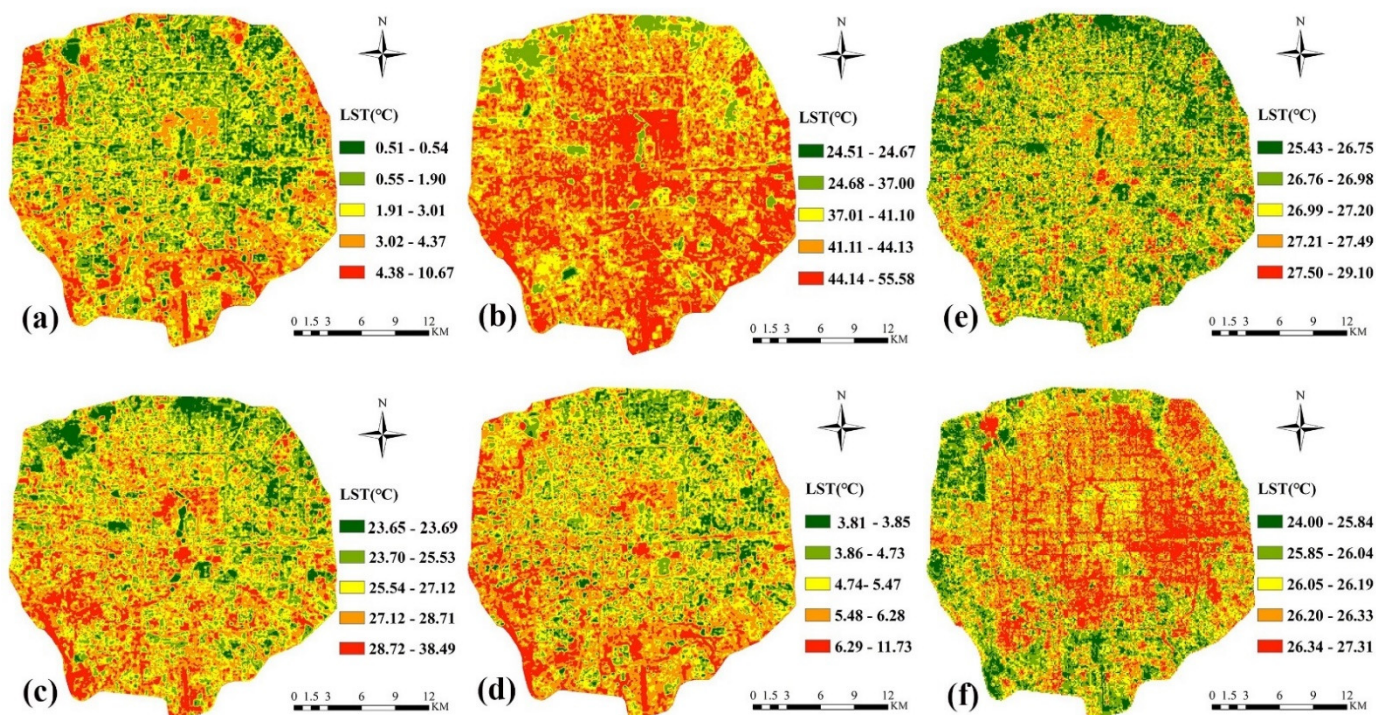 N
LST(℃)
0.51 - 0.54
0.55 - 1.90
1.91 - 3.01
3.02 - 4.37
4.38 - 10.67
(a)
0 1.5 3 6 9 12
KM
N
LST(℃)
24.51 - 24.67
24.68 - 37.00
37.01 - 41.10
41.11 - 44.13
44.14 - 55.58
(b)
0 1.5 3 6 9 12
KM
N
LST(℃)
25.43 - 26.75
26.76 - 26.98
26.99 - 27.20
27.21 - 27.49
27.50 - 29.10
(e)
0 1.5 3 6 9 12
KM
N
LST(℃)
23.65 - 23.69
23.70 - 25.53
25.54 - 27.12
27.12 - 28.71
28.72 - 38.49
(c)
0 1.5 3 6 9 12
KM
N
LST(℃)
3.81 - 3.85
3.86 - 4.73
4.74 - 5.47
5.48 - 6.28
6.29 - 11.73
(d)
0 1.5 3 6 9 12
KM
N
LST(℃)
24.00 - 25.84
25.85 - 26.04
26.05 - 26.19
26.20 - 26.33
26.34 - 27.31
(f)
0 1.5 3 6 9 12
KM